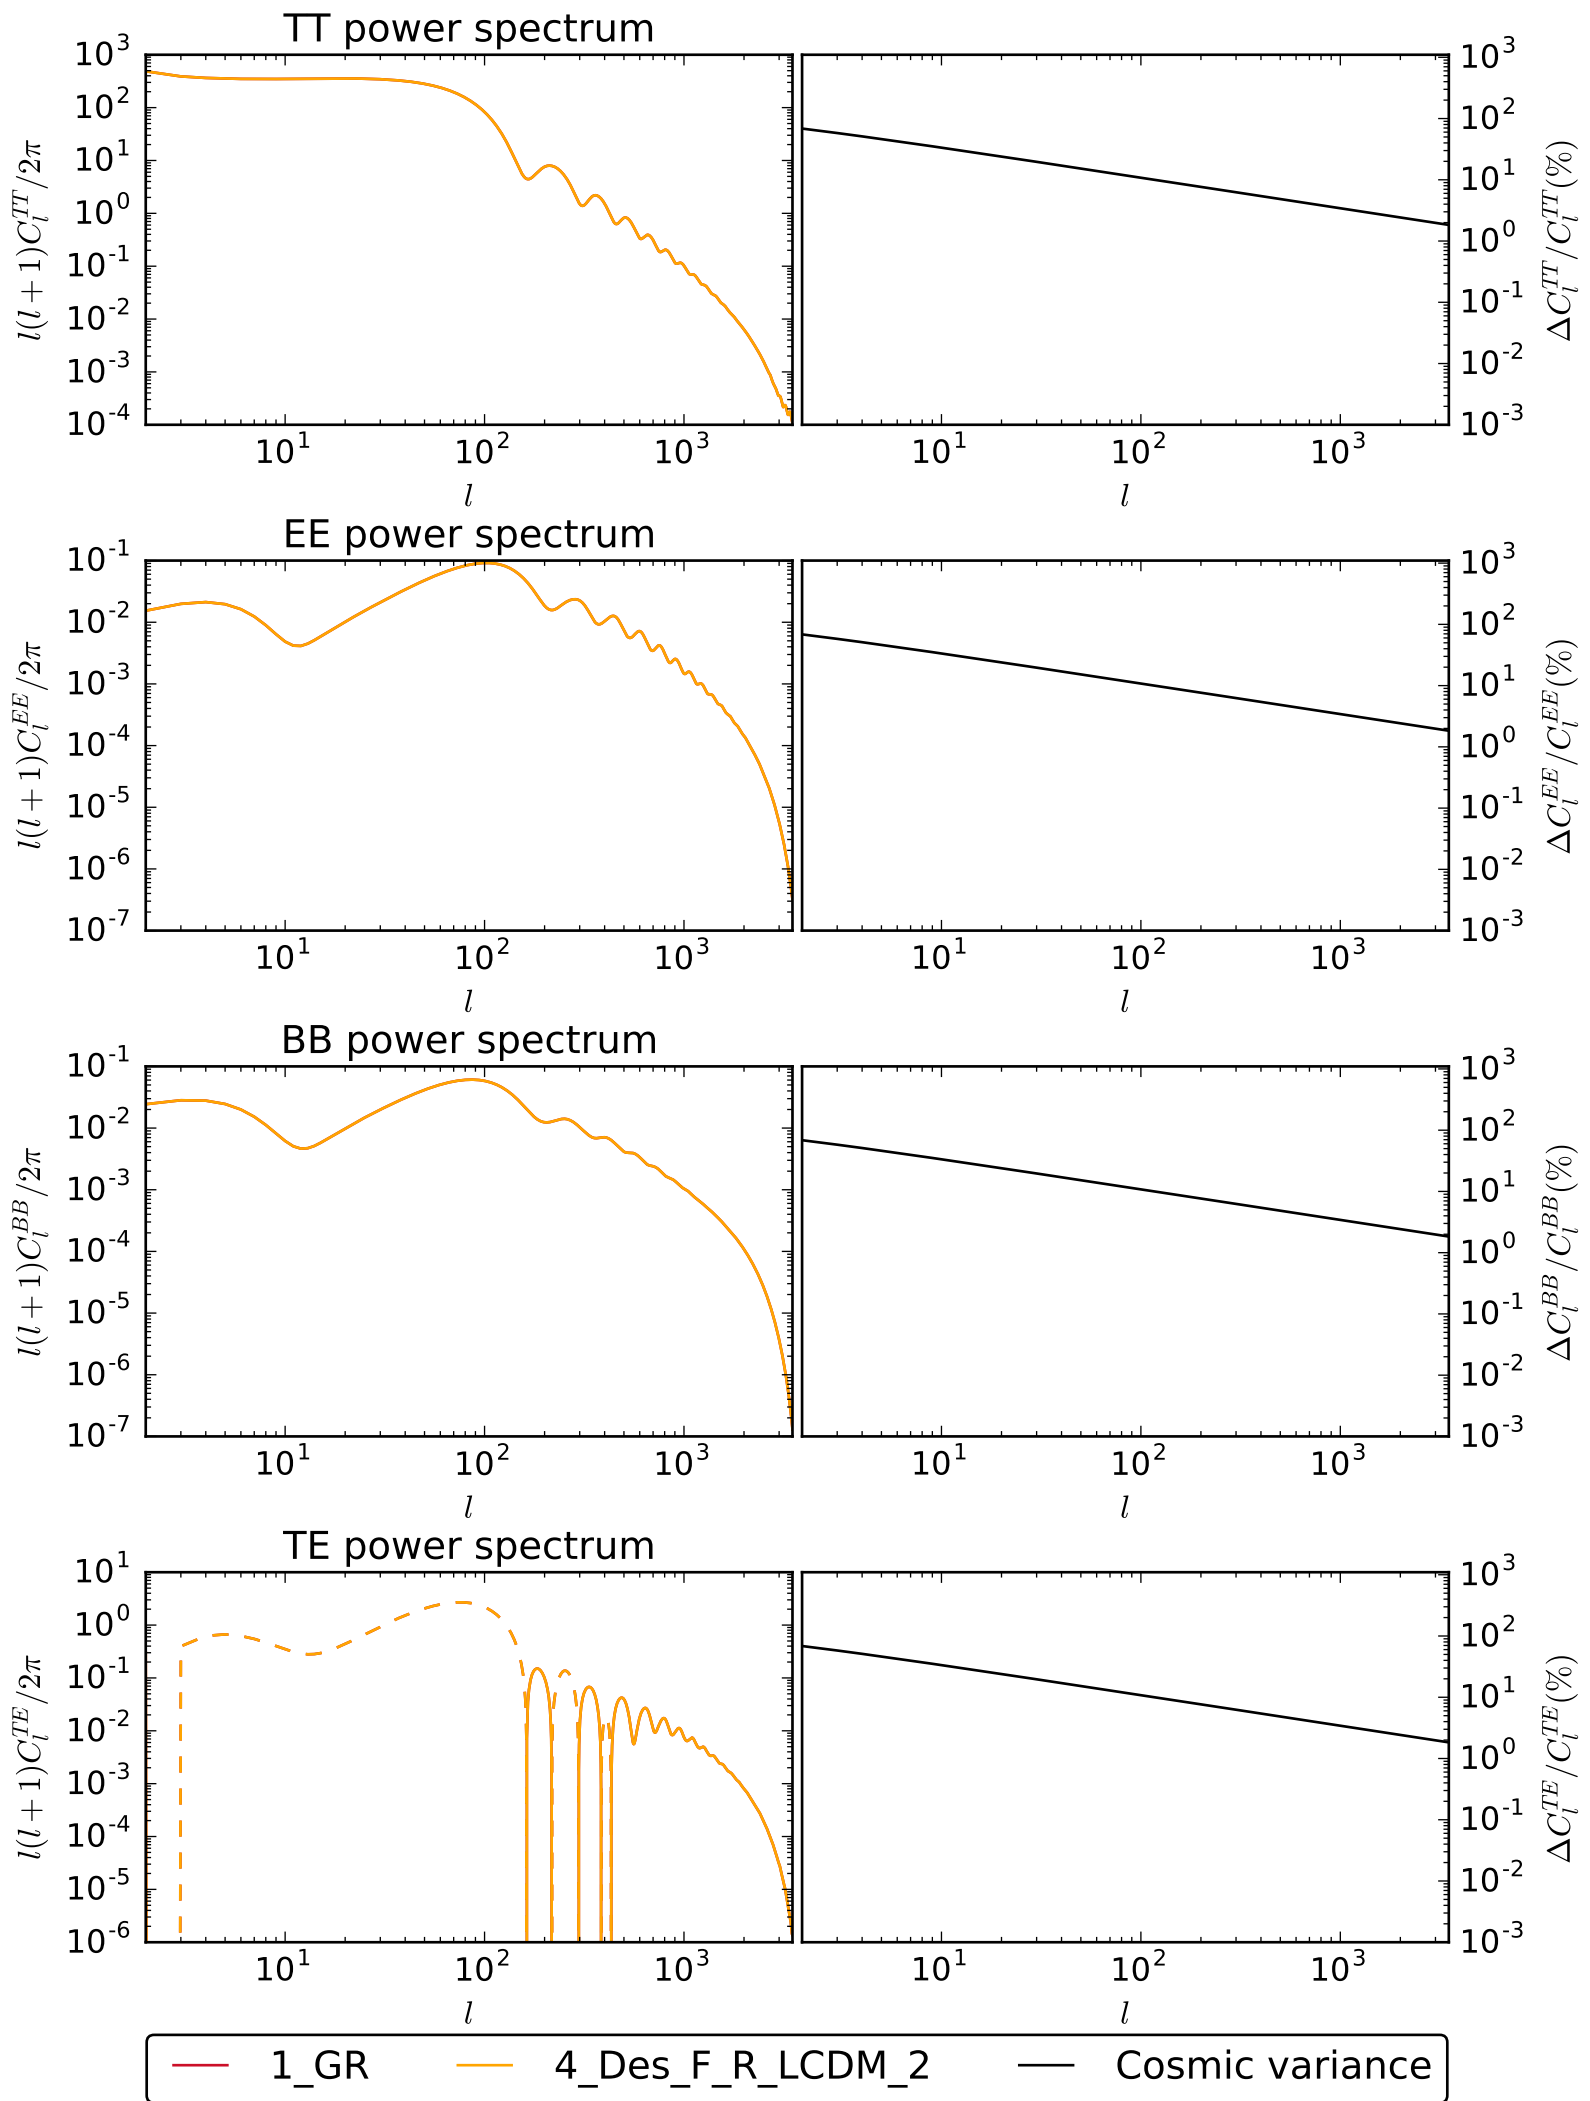 TT power spectrum
10^3
10^2
10^1
10^0
10^-1
10^-2
10^-3
10^-4
l(l + 1)C_l^{TT}/2π
10^1 10^2 10^3
l
10^1 10^2 10^3
l
10^3
10^2
10^1
10^0
10^-1
10^-2
10^-3
ΔC_l^{TT}/C_l^{TT}(%)
EE power spectrum
10^-1
10^-2
10^-3
10^-4
10^-5
10^-6
10^-7
l(l + 1)C_l^{EE}/2π
10^1 10^2 10^3
l
10^1 10^2 10^3
l
10^3
10^2
10^1
10^0
10^-1
10^-2
10^-3
ΔC_l^{EE}/C_l^{EE}(%)
BB power spectrum
10^-1
10^-2
10^-3
10^-4
10^-5
10^-6
10^-7
l(l + 1)C_l^{BB}/2π
10^1 10^2 10^3
l
10^1 10^2 10^3
l
10^3
10^2
10^1
10^0
10^-1
10^-2
10^-3
ΔC_l^{BB}/C_l^{BB}(%)
TE power spectrum
10^1
10^0
10^-1
10^-2
10^-3
10^-4
10^-5
10^-6
l(l + 1)C_l^{TE}/2π
10^1 10^2 10^3
l
10^1 10^2 10^3
l
10^3
10^2
10^1
10^0
10^-1
10^-2
10^-3
ΔC_l^{TE}/C_l^{TE}(%)
1_GR 4_Des_F_R_LCDM_2 Cosmic variance